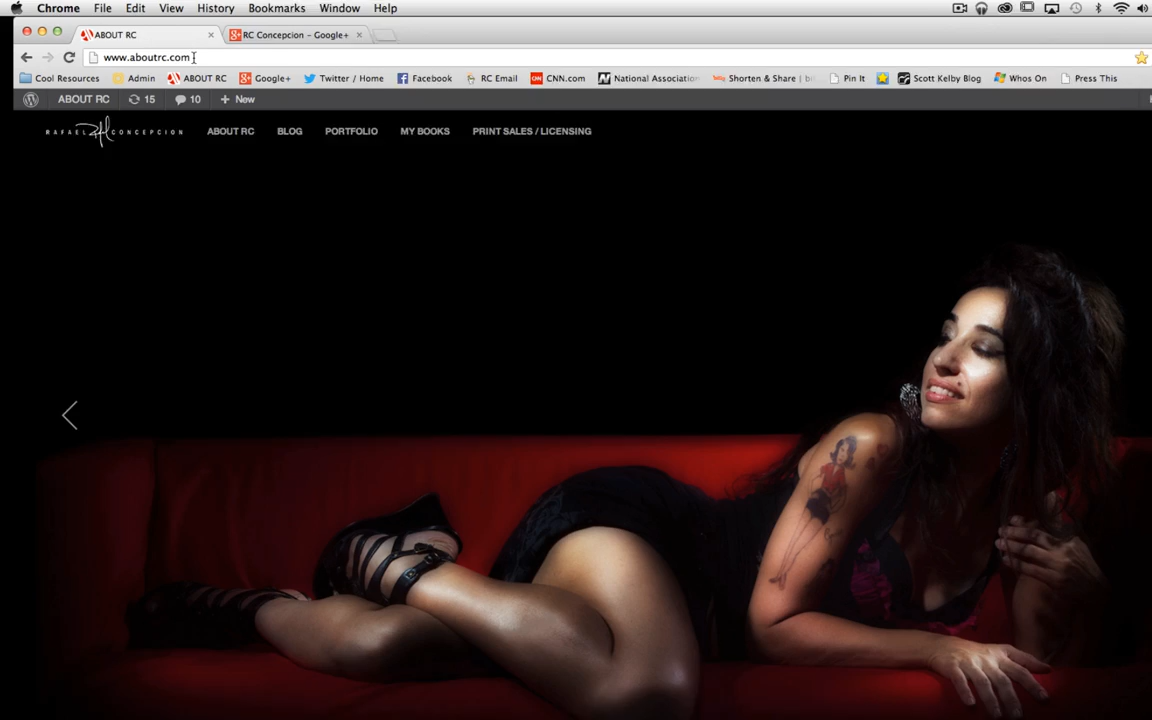 Chrome File Edit View History Bookmarks Window Help
ABOUT RC × RC Concepcion - Google+ ×
www.aboutrc.com
Cool Resources Admin ABOUT RC Google+ Twitter / Home Facebook RC Email CNN.com National Association Shorten & Share | bi Pin It Scott Kelby Blog Whos On Press This
ABOUT RC 15 10 + New
RAFAEL CONCEPCION ABOUT RC BLOG PORTFOLIO MY BOOKS PRINT SALES / LICENSING